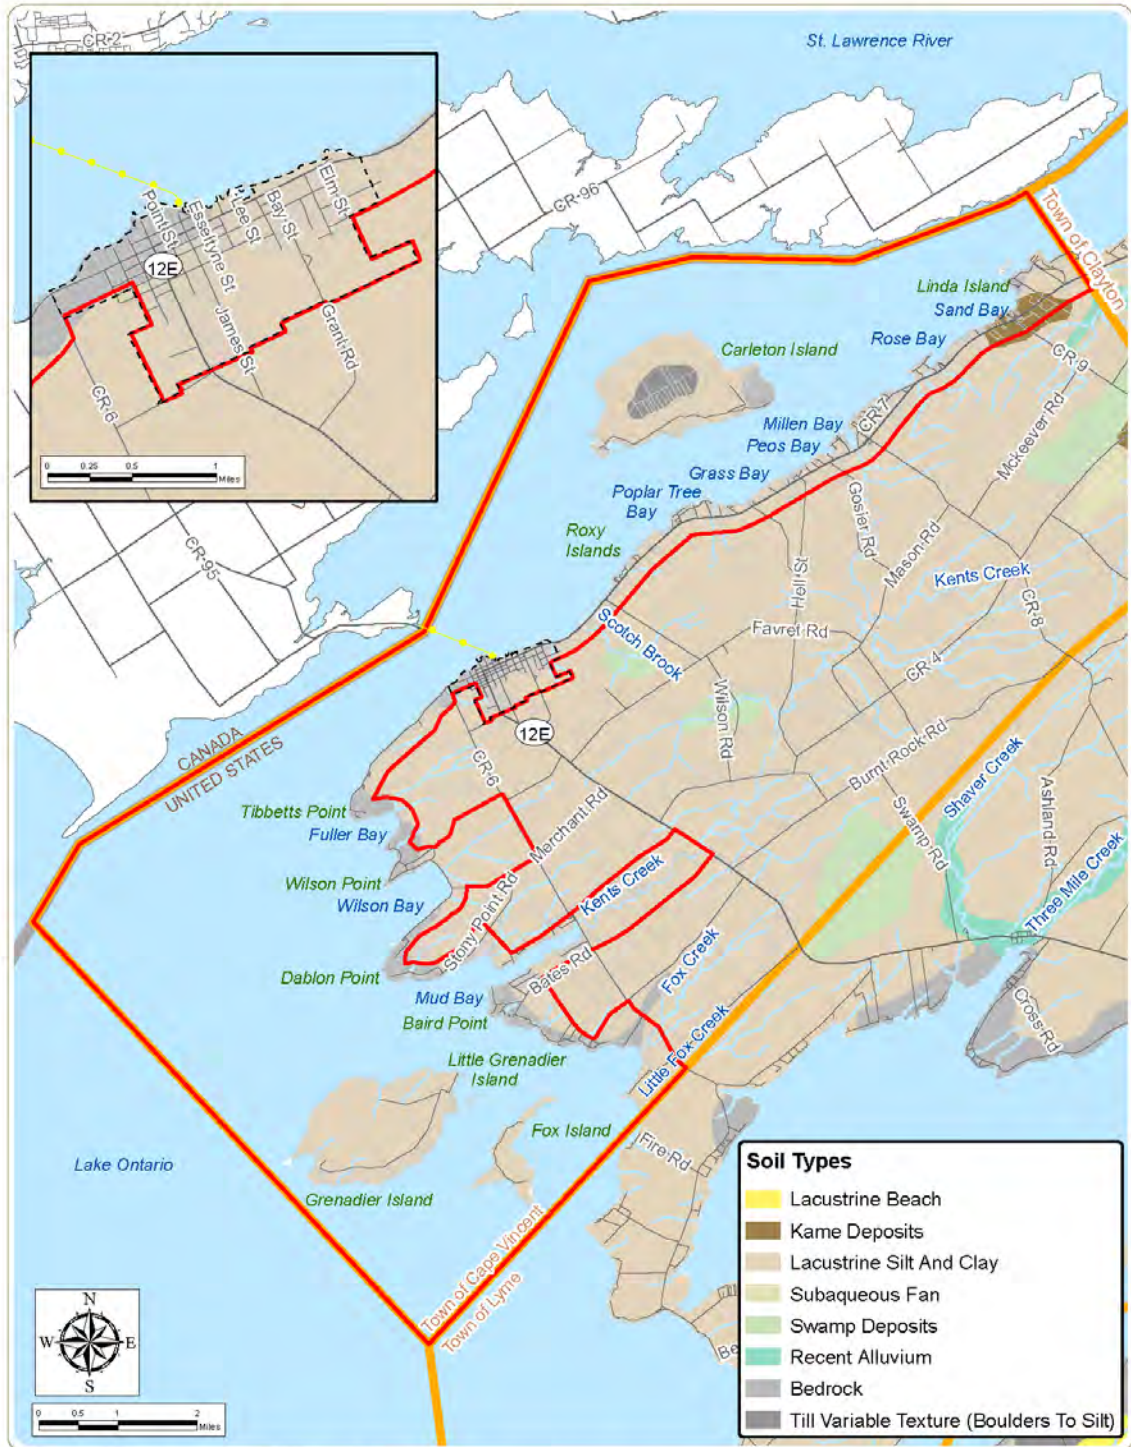 CR-2
St. Lawrence River
Point St
Esseltyne St
Lee St
Bay St
Elm St
12E
James St
Grant Rd
CR-6
0 0.25 0.5 1
Miles
CR-96
Town of Clayton
Linda Island
Sand Bay
Rose Bay
CR-9
Carleton Island
Mckeever Rd
Millen Bay
CR-7
Peos Bay
Grass Bay
Poplar Tree
Bay
Gosier Rd
Mason Rd
Roxy
Islands
CR-95
Hell St
Kents Creek
CR-8
Scotch Brook
Favret Rd
CR-4
Wilson Rd
12E
CANADA
UNITED STATES
CR-6
Burnt Rock Rd
Shaver Creek
Swamp Rd
Ashland Rd
Tibbetts Point
Fuller Bay
Merchant Rd
Wilson Point
Wilson Bay
Kents Creek
Three Mile Creek
Stony Point Rd
Dablon Point
Bates Rd
Fox Creek
Mud Bay
Baird Point
Cross Rd
Little Grenadier
Island
Little Fox Creek
Fox Island
Fire Rd
Lake Ontario
Grenadier Island
Town of Cape Vincent
Town of Lyme
Soil Types
Lacustrine Beach
Kame Deposits
Lacustrine Silt And Clay
Subaqueous Fan
Swamp Deposits
Recent Alluvium
Bedrock
Till Variable Texture (Boulders To Silt)
N
W E
S
0 0.5 1 2
Miles